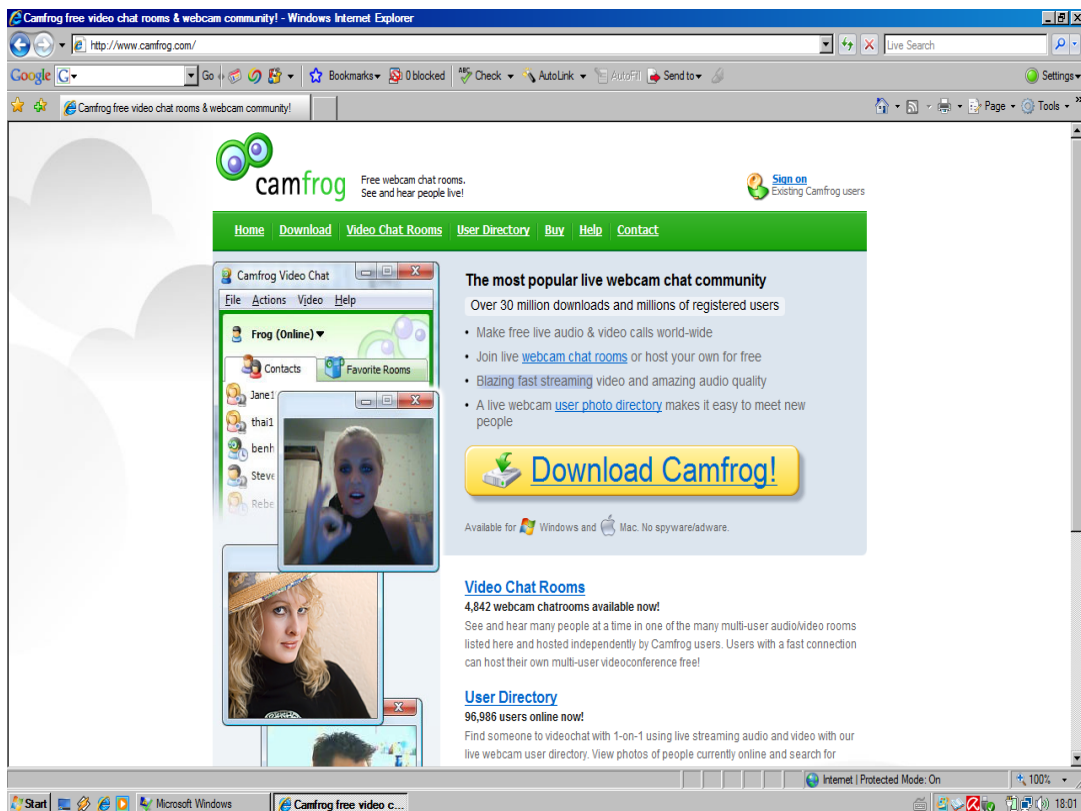 Camfrog free video chat rooms & webcam community! - Windows Internet Explorer
http://www.camfrog.com/
Live Search
Google
Go
Bookmarks
0 blocked
Check
AutoLink
AutoFill
Send to
Settings
Camfrog free video chat rooms & webcam community!
Page
Tools
camfrog
Free webcam chat rooms.
See and hear people live!
Sign on
Existing Camfrog users
Home
Download
Video Chat Rooms
User Directory
Buy
Help
Contact
Camfrog Video Chat
File Actions Video Help
Frog (Online)
Contacts
Favorite Rooms
Jane1
thai1
benh
Steve
Rebe
The most popular live webcam chat community
Over 30 million downloads and millions of registered users
• Make free live audio & video calls world-wide
• Join live webcam chat rooms or host your own for free
• Blazing fast streaming video and amazing audio quality
• A live webcam user photo directory makes it easy to meet new
people
Download Camfrog!
Available for Windows and Mac. No spyware/adware.
Video Chat Rooms
4,842 webcam chatrooms available now!
See and hear many people at a time in one of the many multi-user audio/video rooms
listed here and hosted independently by Camfrog users. Users with a fast connection
can host their own multi-user videoconference free!
User Directory
96,986 users online now!
Find someone to videochat with 1-on-1 using live streaming audio and video with our
live webcam user directory. View photos of people currently online and search for
Internet | Protected Mode: On
100%
Start
Microsoft Windows
Camfrog free video c...
18:01